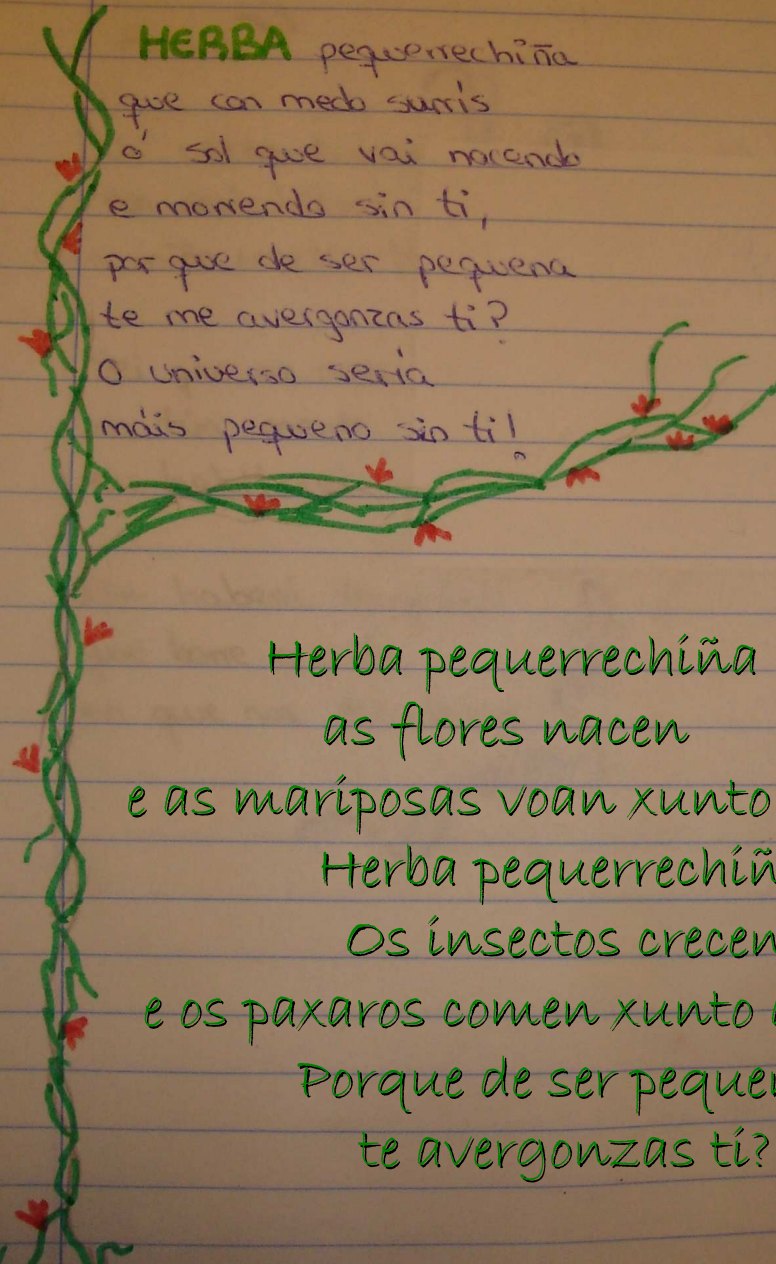 HERBA pequerrechiña
que con medo surrís
ó sol que vai nacendo
e morrendo sin ti,
por que de ser pequena
te me avergonzas ti?
O universo sería
máis pequeno sin ti!
Herba pequerrechiña
as flores nacen
e as mariposas voan xunto
Herba pequerrechiñ
Os insectos crecen
e os paxaros comen xunto
Porque de ser pequer
te avergonzas ti?